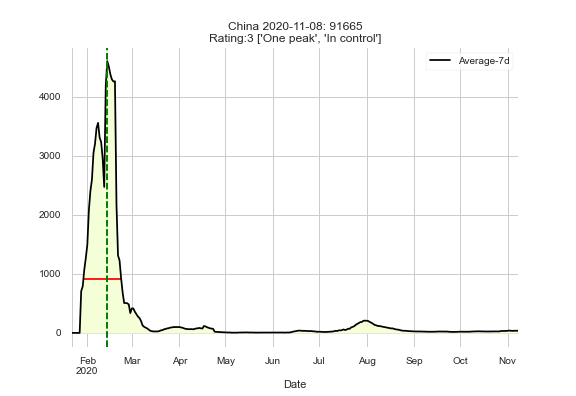 China 2020-11-08: 91665
Rating:3 ['One peak', 'In control']
Average-7d
4000
3000
2000
1000
0
Feb Mar Apr May Jun Jul Aug Sep Oct Nov
2020
Date